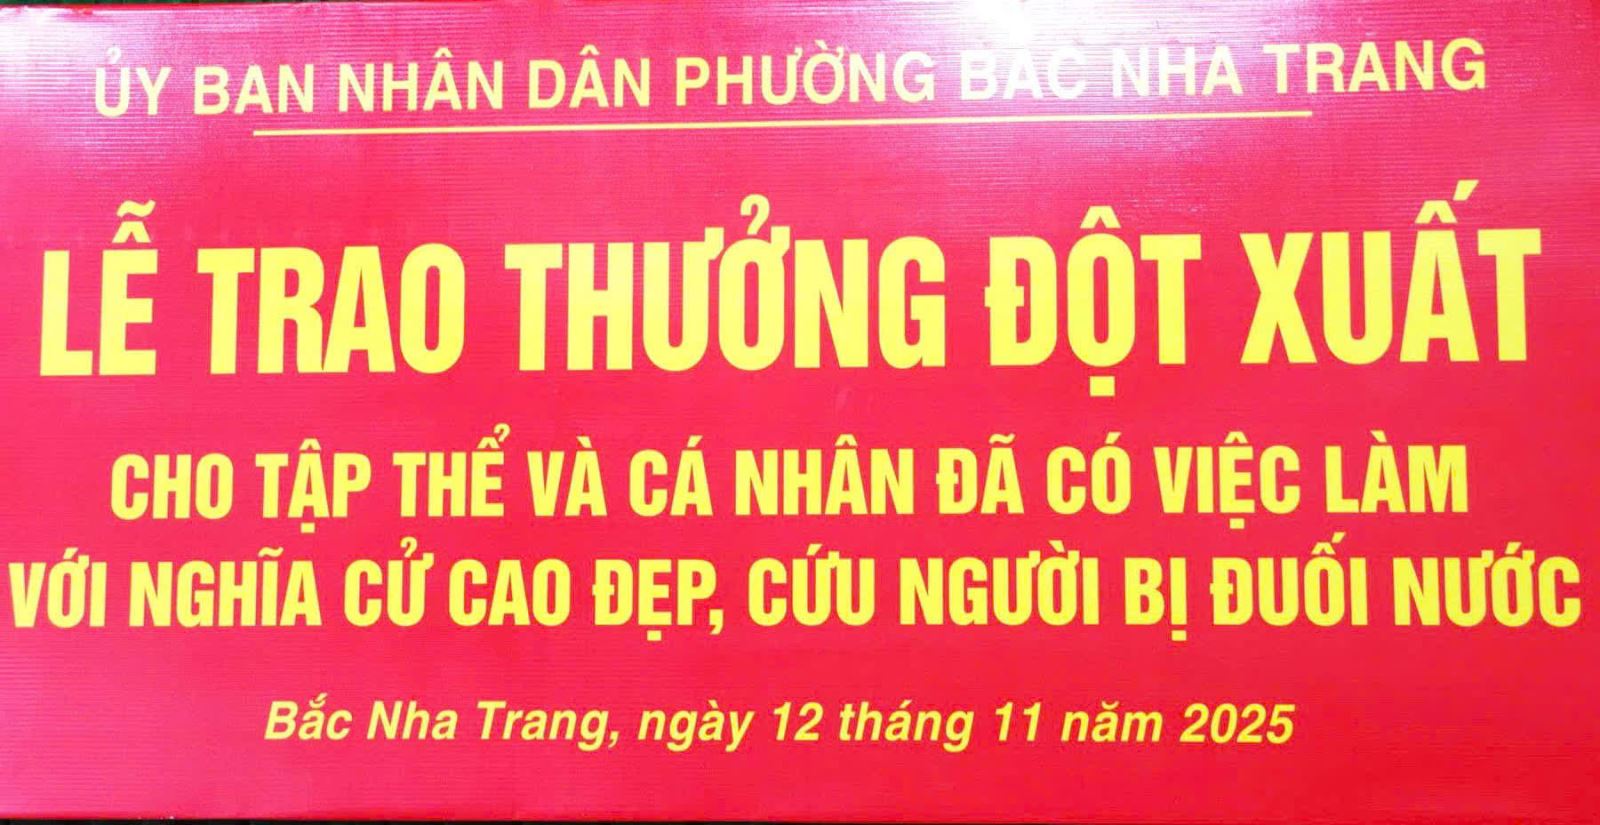 ỦY BAN NHÂN DÂN PHƯỜNG BẮC NHA TRANG
LỄ TRAO THƯỞNG ĐỘT XUẤT
CHO TẬP THỂ VÀ CÁ NHÂN ĐÃ CÓ VIỆC LÀM
VỚI NGHĨA CỬ CAO ĐẸP, CỨU NGƯỜI BỊ ĐUỐI NƯỚC
Bắc Nha Trang, ngày 12 tháng 11 năm 2025